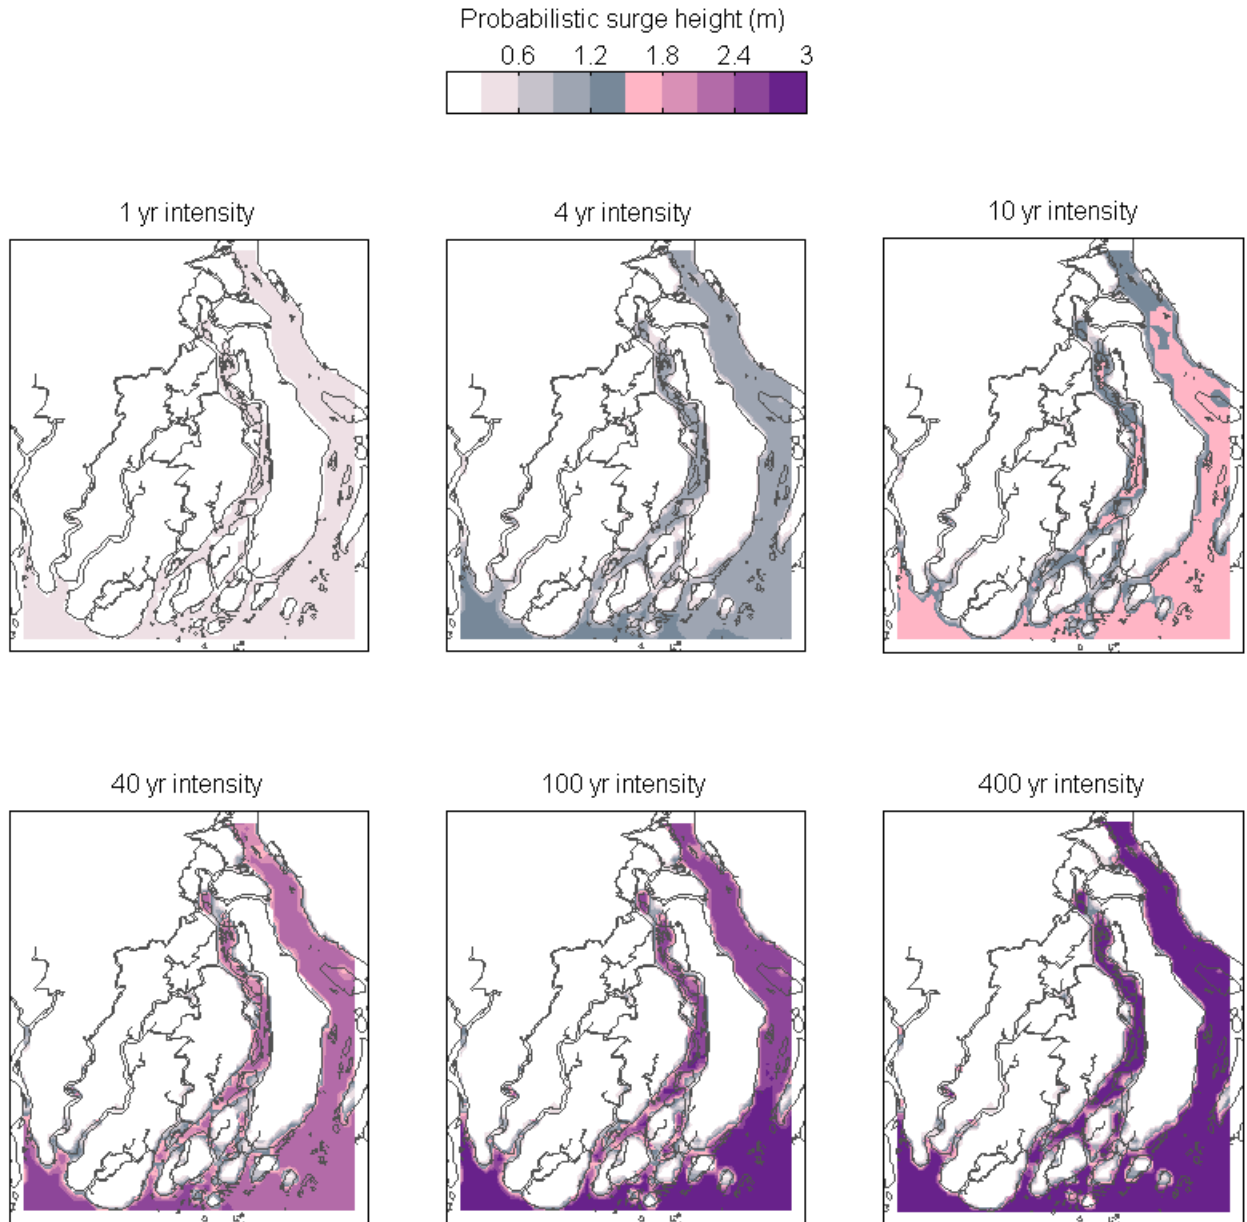 Probabilistic surge height (m)
0.6 1.2 1.8 2.4 3
1 yr intensity
4 yr intensity
10 yr intensity
40 yr intensity
100 yr intensity
400 yr intensity